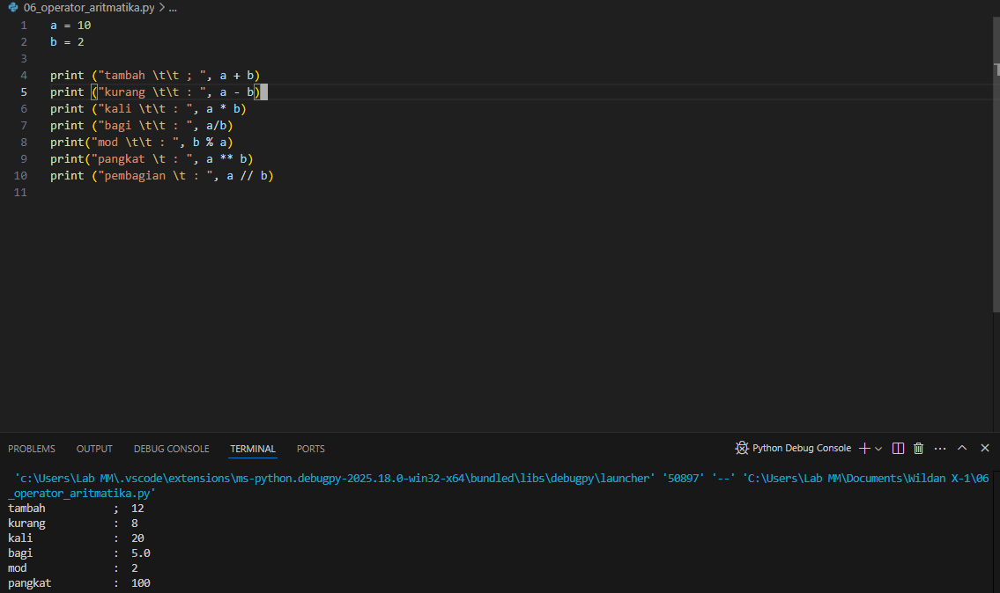 06_operator_aritmatika.py > ...
1 a = 10
2 b = 2
3
4 print ("tambah \t\t ; ", a + b)
5 print ("kurang \t\t : ", a - b)
6 print ("kali \t\t : ", a * b)
7 print ("bagi \t\t : ", a/b)
8 print("mod \t\t : ", b % a)
9 print("pangkat \t : ", a ** b)
10 print ("pembagian \t : ", a // b)
11
PROBLEMS OUTPUT DEBUG CONSOLE TERMINAL PORTS Python Debug Console
'c:\Users\Lab MM\.vscode\extensions\ms-python.debugpy-2025.18.0-win32-x64\bundled\libs\debugpy\launcher' '50897' '--' 'C:\Users\Lab MM\Documents\Wildan X-1\06
_operator_aritmatika.py'
tambah ; 12
kurang : 8
kali : 20
bagi : 5.0
mod : 2
pangkat : 100